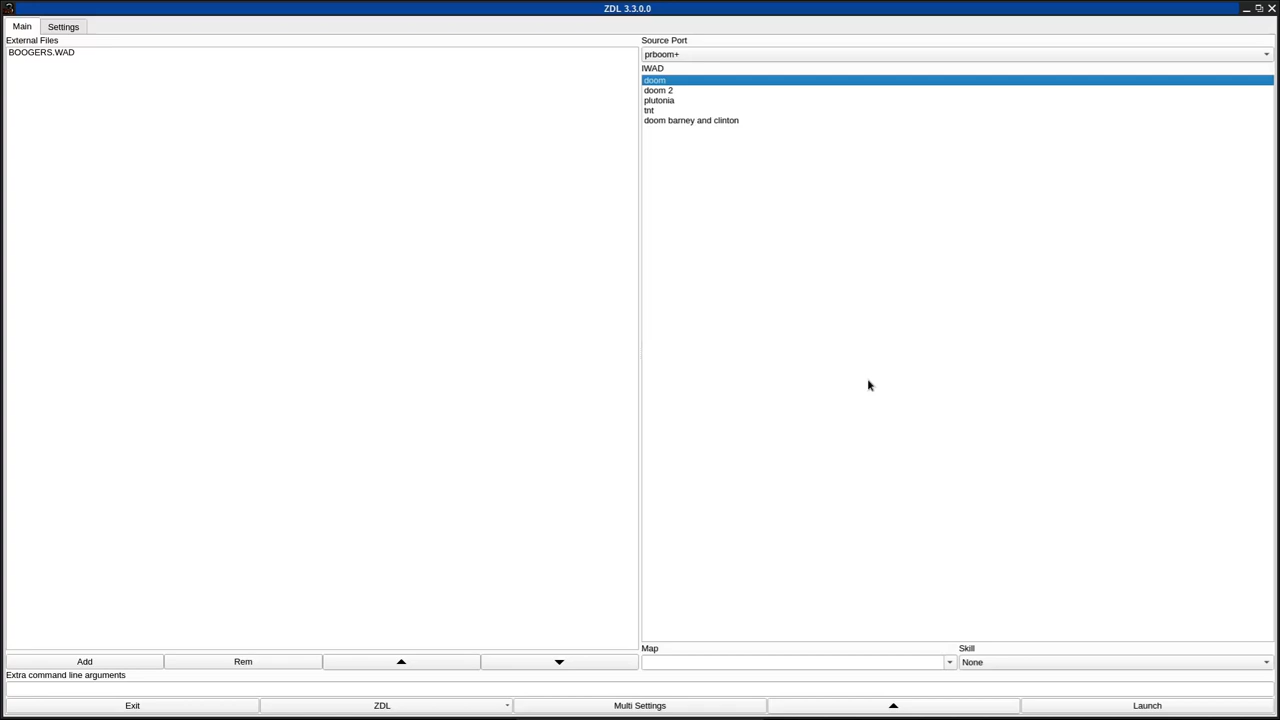 ZDL 3.3.0.0
Main
Settings
External Files
BOOGERS.WAD
Source Port
prboom+
IWAD
doom
doom 2
plutonia
tnt
doom barney and clinton
Map
Skill
None
Add
Rem
Extra command line arguments
Exit
ZDL
Multi Settings
Launch